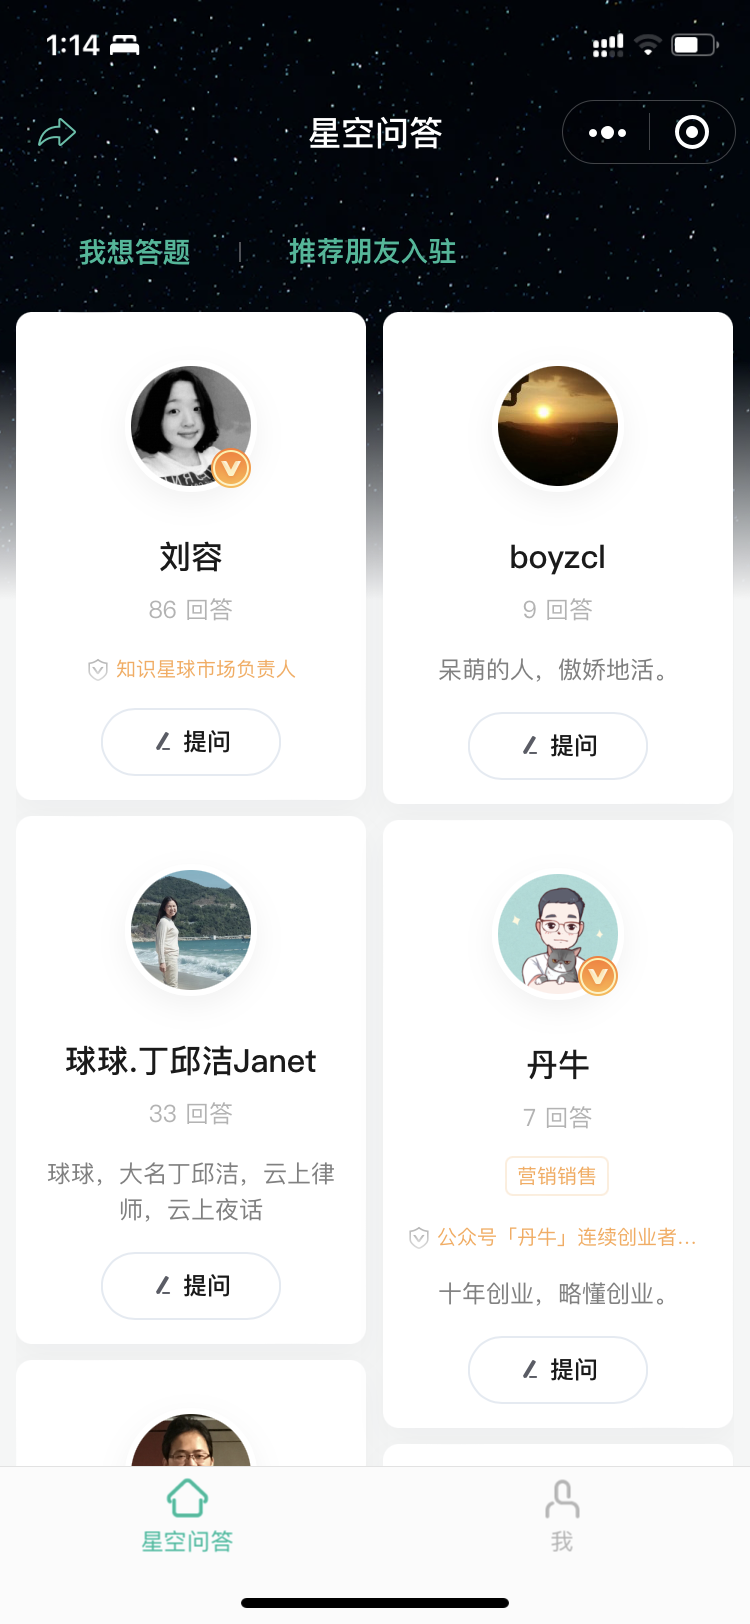 1:14
星空问答
我想答题
推荐朋友入驻
刘容
86 回答
知识星球市场负责人
提问
boyzcl
9 回答
呆萌的人，傲娇地活。
提问
球球.丁邱洁Janet
33 回答
球球，大名丁邱洁，云上律
师，云上夜话
提问
丹牛
7 回答
营销销售
公众号「丹牛」连续创业者...
十年创业，略懂创业。
提问
星空问答
我